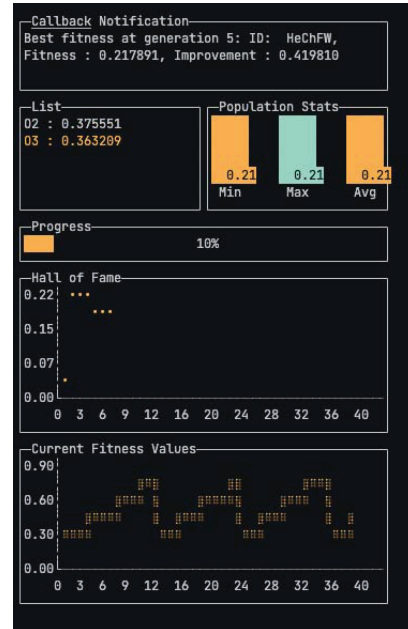 Callback Notification
Best fitness at generation 5: ID:  HeChFW,
Fitness : 0.217891, Improvement : 0.419810
List
O2 : 0.375551
O3 : 0.363209
Population Stats
0.21 0.21 0.21
Min Max Avg
Progress
10%
Hall of Fame
0.22
0.15
0.07
0.00
0 3 6 9 12 16 20 24 28 32 36 40
Current Fitness Values
0.90
0.60
0.30
0.00
0 3 6 9 12 16 20 24 28 32 36 40